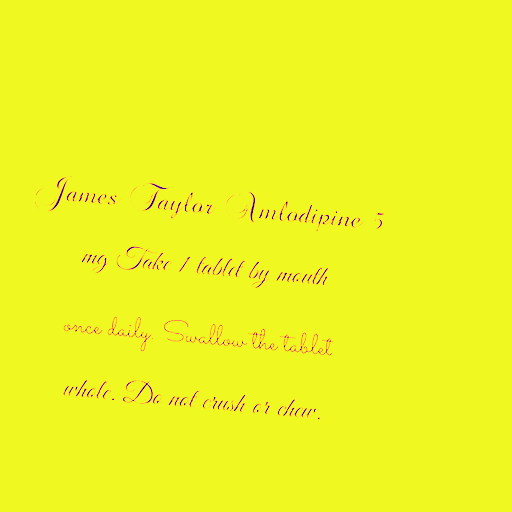 James Taylor Amlodipine 5
mg Take 1 tablet by mouth
once daily. Swallow the tablet
whole. Do not crush or chew.